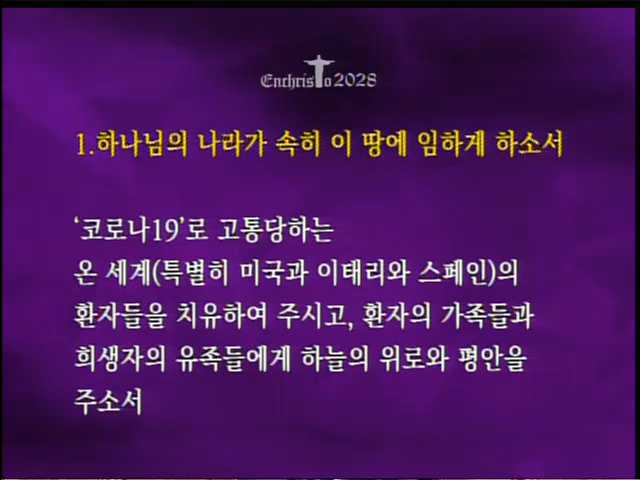 Enchristo 2028
1.하나님의 나라가 속히 이 땅에 임하게 하소서
‘코로나19’로 고통당하는
온 세계(특별히 미국과 이태리와 스페인)의
환자들을 치유하여 주시고, 환자의 가족들과
희생자의 유족들에게 하늘의 위로와 평안을
주소서